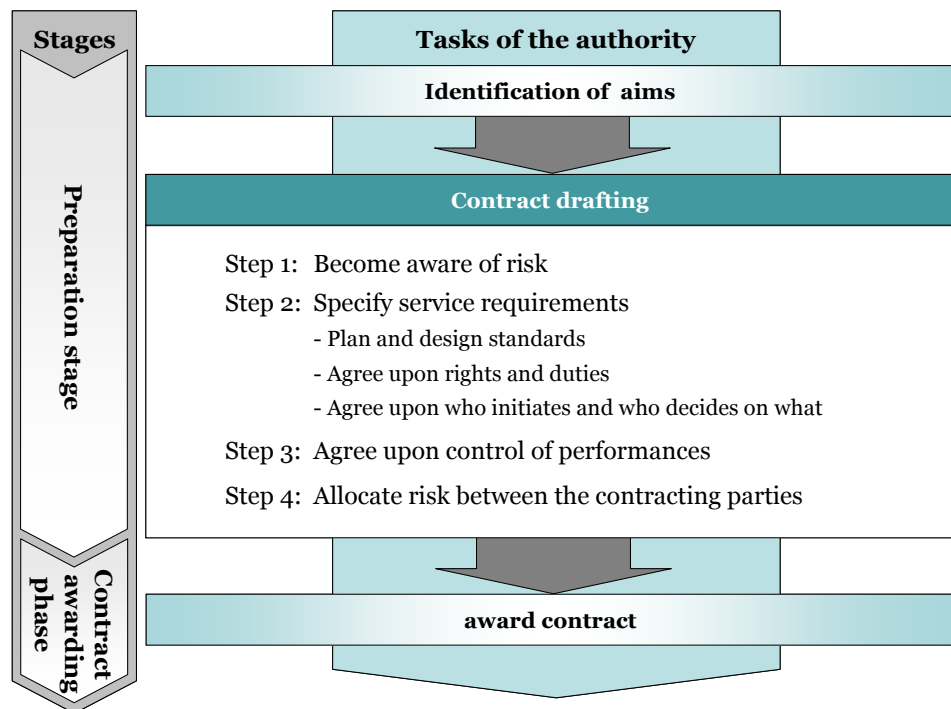 Stages
Tasks of the authority
Identification of aims
Preparation stage
Contract drafting
Step 1: Become aware of risk
Step 2: Specify service requirements
- Plan and design standards
- Agree upon rights and duties
- Agree upon who initiates and who decides on what
Step 3: Agree upon control of performances
Step 4: Allocate risk between the contracting parties
Contract
awarding
phase
award contract